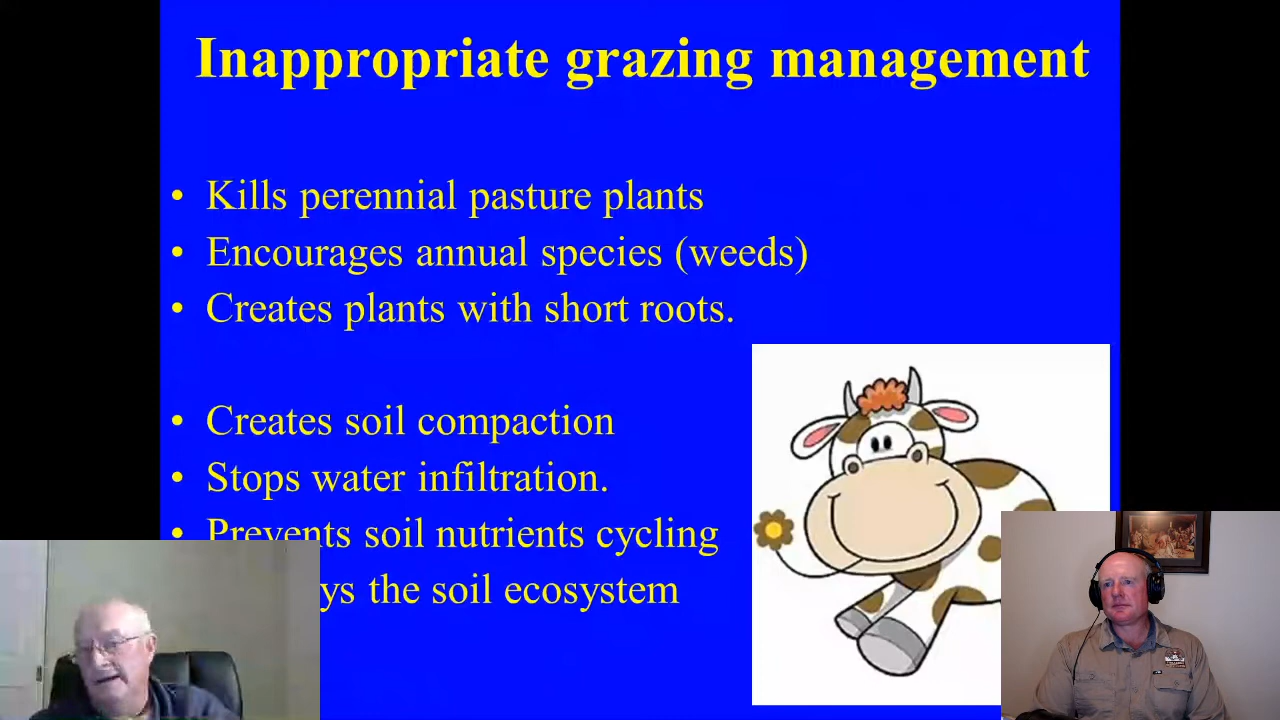 Inappropriate grazing management
• Kills perennial pasture plants
• Encourages annual species (weeds)
• Creates plants with short roots.
• Creates soil compaction
• Stops water infiltration.
• Prevents soil nutrients cycling
the soil ecosystem